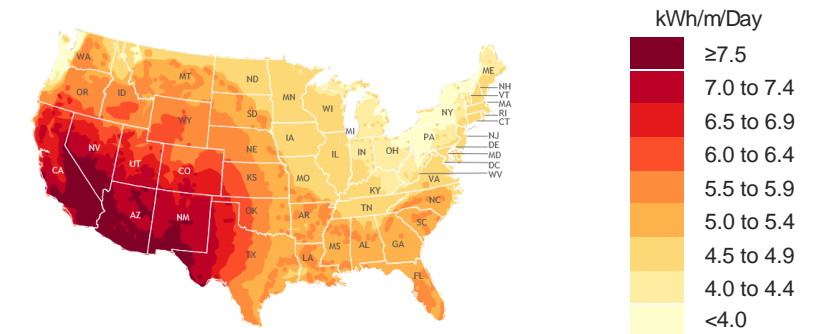 kWh/m/Day
≥7.5
7.0 to 7.4
6.5 to 6.9
6.0 to 6.4
5.5 to 5.9
5.0 to 5.4
4.5 to 4.9
4.0 to 4.4
<4.0
WA
MT
ND
ME
OR
ID
MN
NH
VT
MA
RI
CT
WY
SD
WI
MI
NY
NV
NE
IA
PA
NJ
DE
MD
DC
WV
CA
UT
CO
KS
MO
IL
IN
OH
VA
KY
AZ
NM
OK
AR
TN
NC
SC
TX
LA
MS
AL
GA
FL